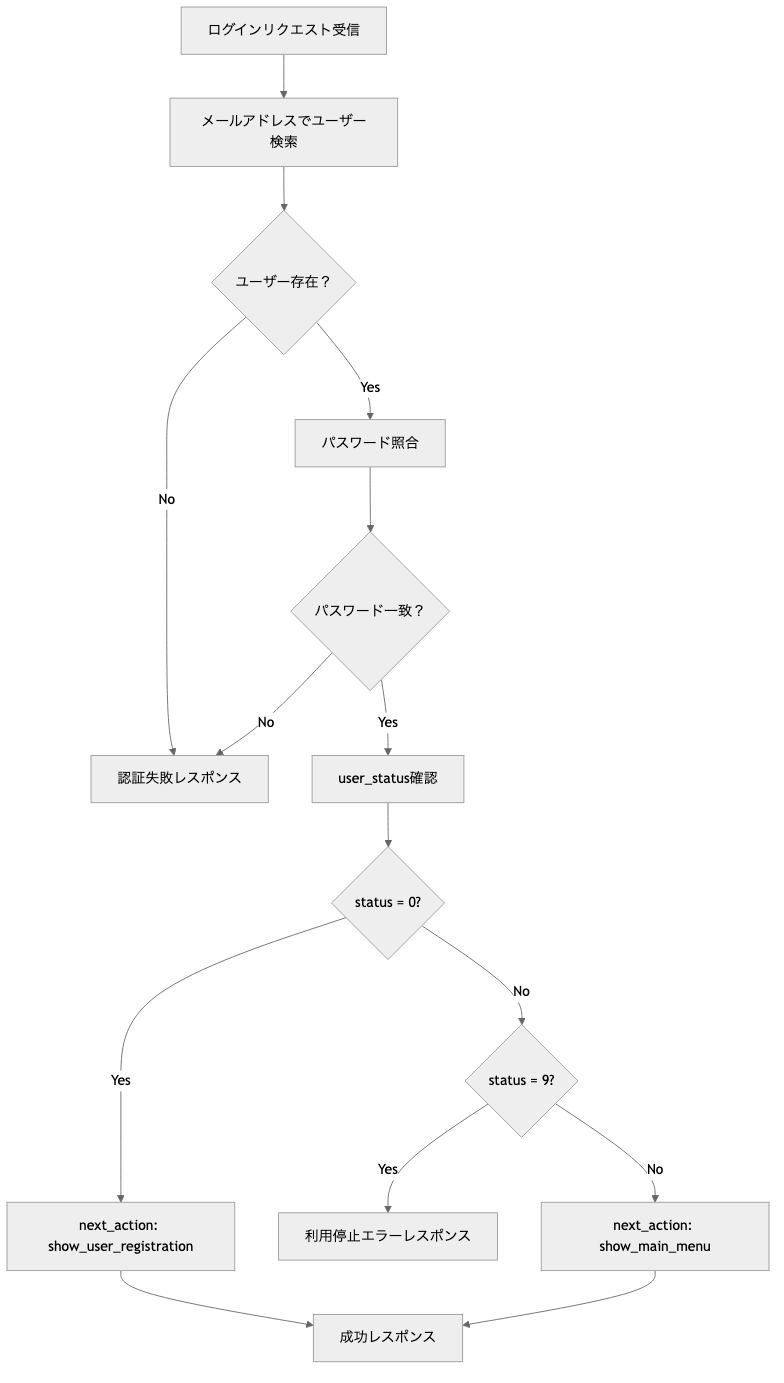 ログインリクエスト受信
メールアドレスでユーザー
検索
ユーザー存在？
Yes
パスワード照合
No
パスワード一致？
No
Yes
認証失敗レスポンス
user_status確認
status = 0?
No
Yes
status = 9?
Yes
No
next_action:
show_user_registration
利用停止エラーレスポンス
next_action:
show_main_menu
成功レスポンス